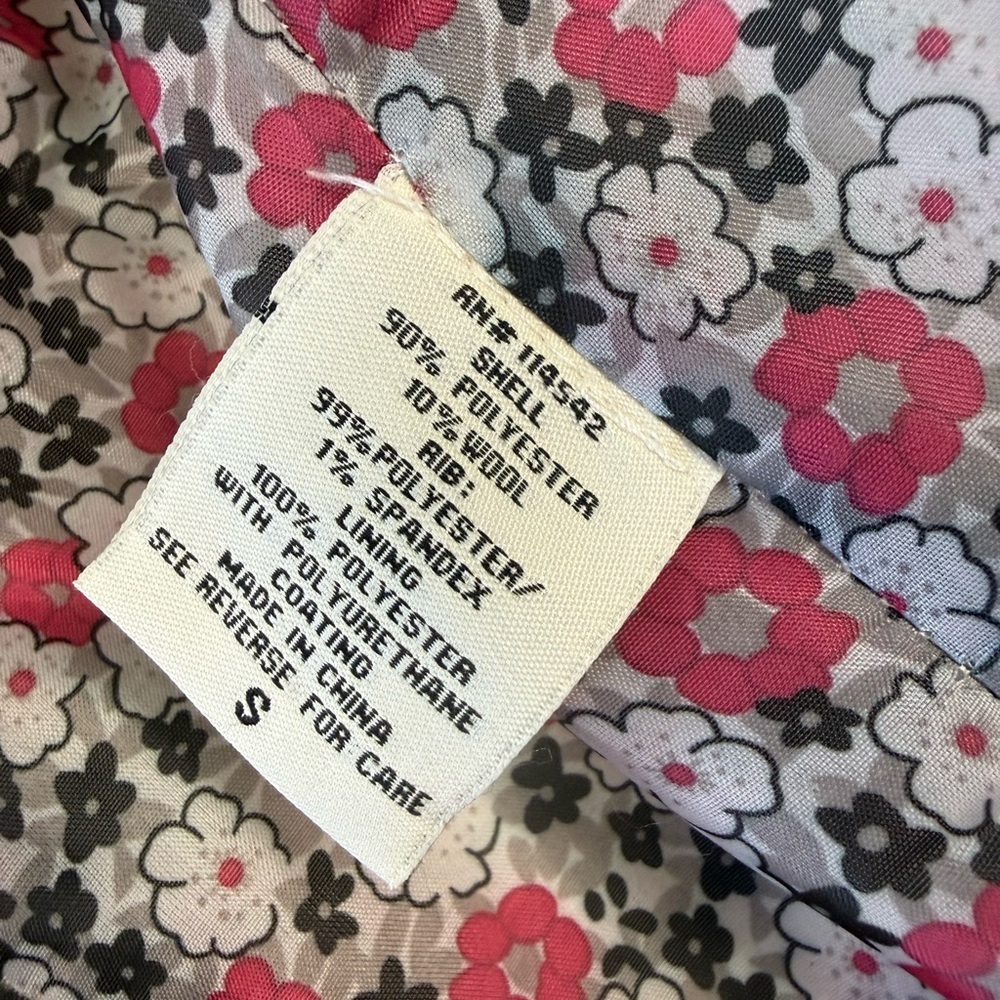 RN# 114542
SHELL
90% POLYESTER
10% WOOL
RIB:
99% POLYESTER/
1% SPANDEX
LINING
100% POLYESTER
WITH POLYURETHANE
COATING
MADE IN CHINA
SEE REVERSE FOR CARE
S